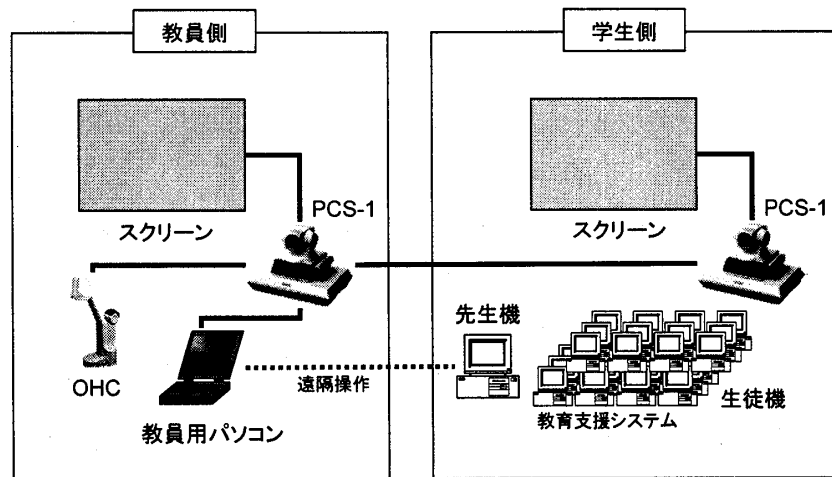 教員側
学生側
PCS-1
スクリーン
OHC
教員用パソコン
遠隔操作
PCS-1
スクリーン
先生機
生徒機
教育支援システム